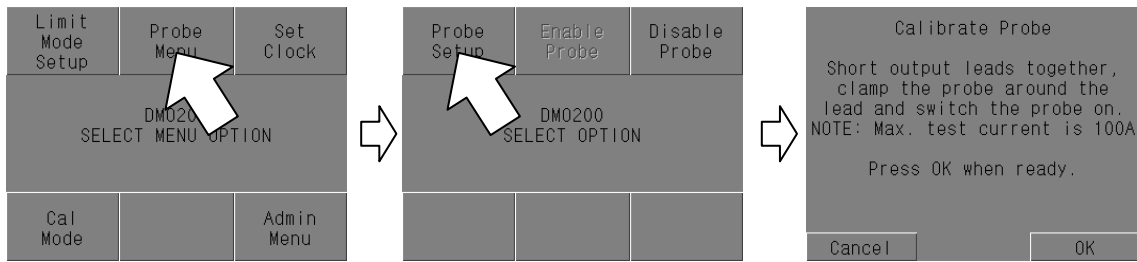 Limit
Mode
Setup
Probe
Menu
Set
Clock
DMO200
SELECT MENU OPTION
Cal
Mode
Admin
Menu
Probe
Setup
Enable
Probe
Disable
Probe
DMO200
SELECT OPTION
Calibrate Probe
Short output leads together,
clamp the probe around the
lead and switch the probe on.
NOTE: Max. test current is 100A
Press OK when ready.
Cancel
OK